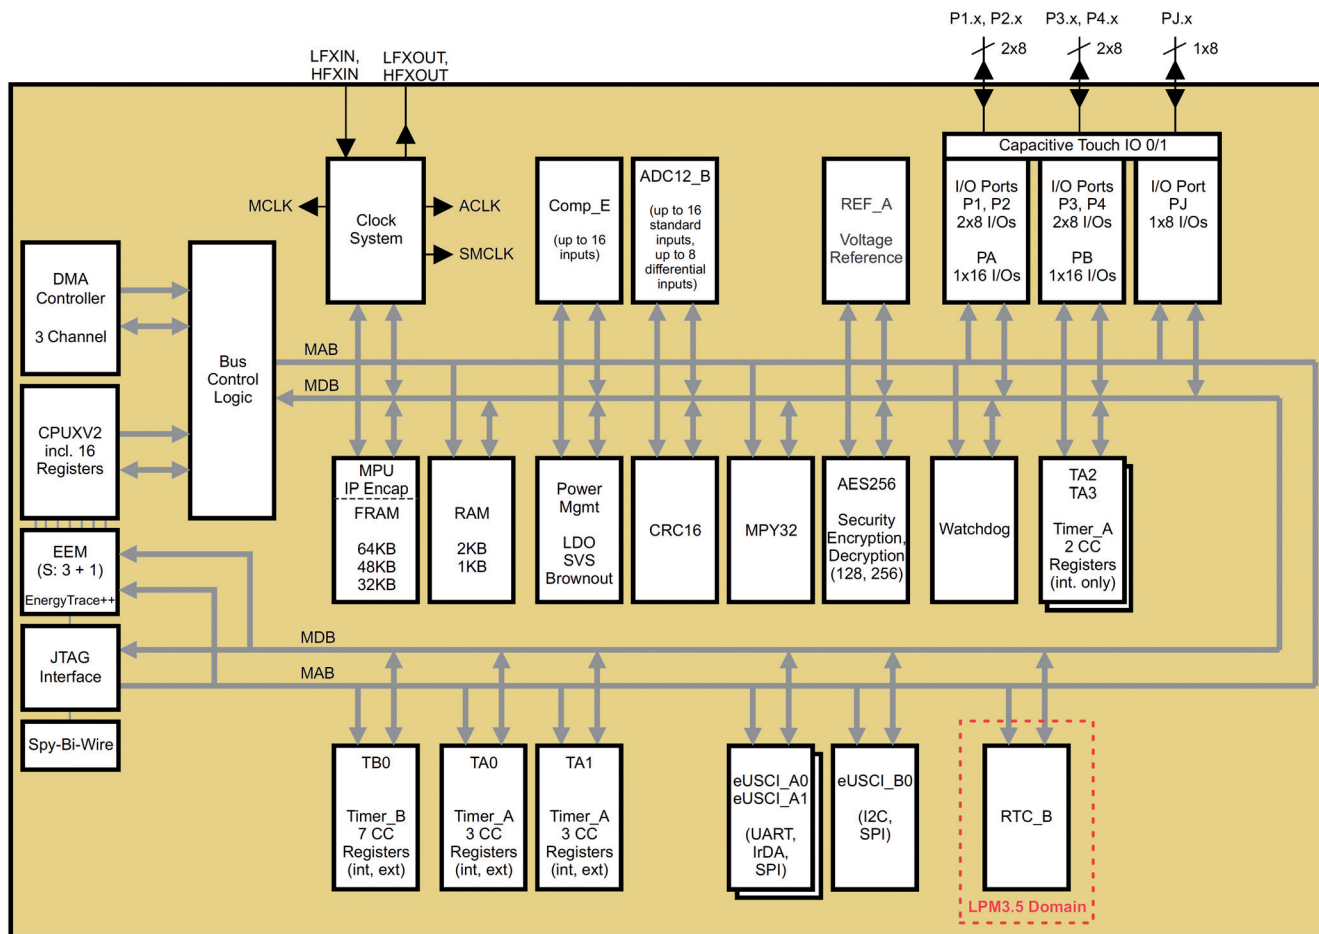 P1.x, P2.x
P3.x, P4.x
PJ.x
2x8
2x8
1x8
LFXIN,
HFXIN
LFXOUT,
HFXOUT
Capacitive Touch IO 0/1
MCLK
Clock
System
ACLK
SMCLK
Comp_E
(up to 16
inputs)
ADC12_B
(up to 16
standard
inputs,
up to 8
differential
inputs)
REF_A
Voltage
Reference
I/O Ports
P1, P2
2x8 I/Os
PA
1x16 I/Os
I/O Ports
P3, P4
2x8 I/Os
PB
1x16 I/Os
I/O Port
PJ
1x8 I/Os
DMA
Controller
3 Channel
Bus
Control
Logic
MAB
MDB
CPUXV2
incl. 16
Registers
MPU
IP Encap
FRAM
64KB
48KB
32KB
RAM
2KB
1KB
Power
Mgmt
LDO
SVS
Brownout
CRC16
MPY32
AES256
Security
Encryption,
Decryption
(128, 256)
Watchdog
TA2
TA3
Timer_A
2 CC
Registers
(int. only)
EEM
(S: 3 + 1)
EnergyTrace++
MDB
JTAG
Interface
MAB
Spy-Bi-Wire
TB0
Timer_B
7 CC
Registers
(int, ext)
TA0
Timer_A
3 CC
Registers
(int, ext)
TA1
Timer_A
3 CC
Registers
(int, ext)
eUSCI_A0
eUSCI_A1
(UART,
IrDA,
SPI)
eUSCI_B0
(I2C,
SPI)
RTC_B
LPM3.5 Domain